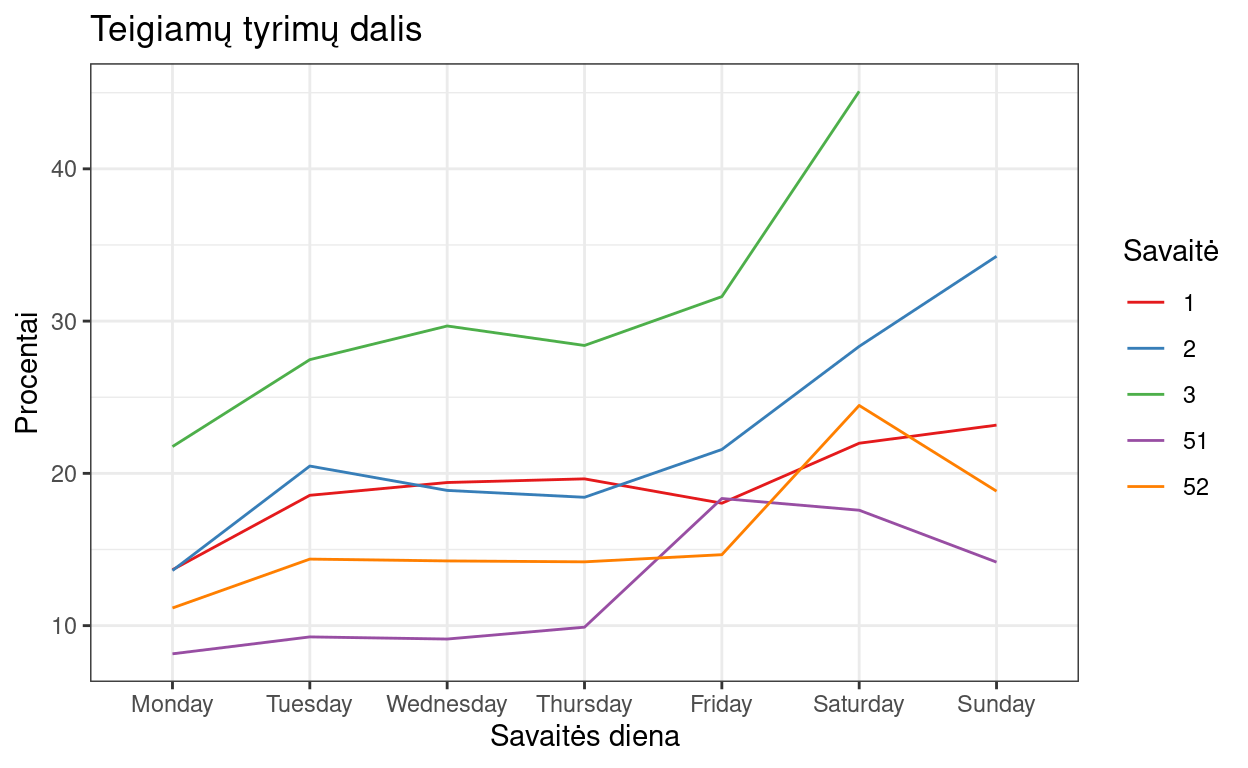 Teigiamų tyrimų dalis
Procentai
40
30
20
10
Monday Tuesday Wednesday Thursday Friday Saturday Sunday
Savaitės diena
Savaitė
1
2
3
51
52